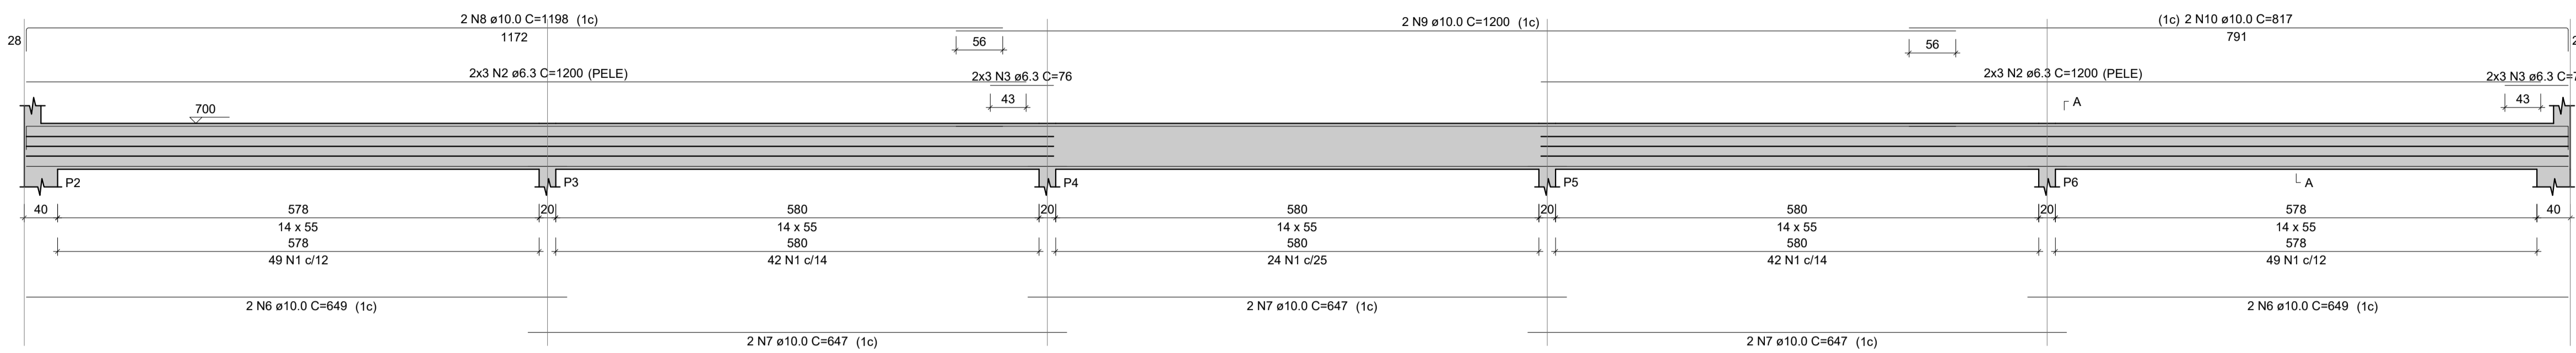 2 N8 ø10.0 C=1198 (1c) 2 N9 ø10.0 C=1200 (1c) (1c) 2 N10 ø10.0 C=817
28 1172 56 56 791
2x3 N2 ø6.3 C=1200 (PELE) 2x3 N3 ø6.3 C=76 2x3 N2 ø6.3 C=1200 (PELE) 2x3 N3 ø6.3
43 43
700 A
P2 P3 P4 P5 P6 A
40 578 20 580 20 580 20 580 20 578 40
14 x 55 14 x 55 14 x 55 14 x 55 14 x 55
578 580 580 580 578
49 N1 c/12 42 N1 c/14 24 N1 c/25 42 N1 c/14 49 N1 c/12
2 N6 ø10.0 C=649 (1c) 2 N7 ø10.0 C=647 (1c) 2 N6 ø10.0 C=649 (1c)
2 N7 ø10.0 C=647 (1c) 2 N7 ø10.0 C=647 (1c)